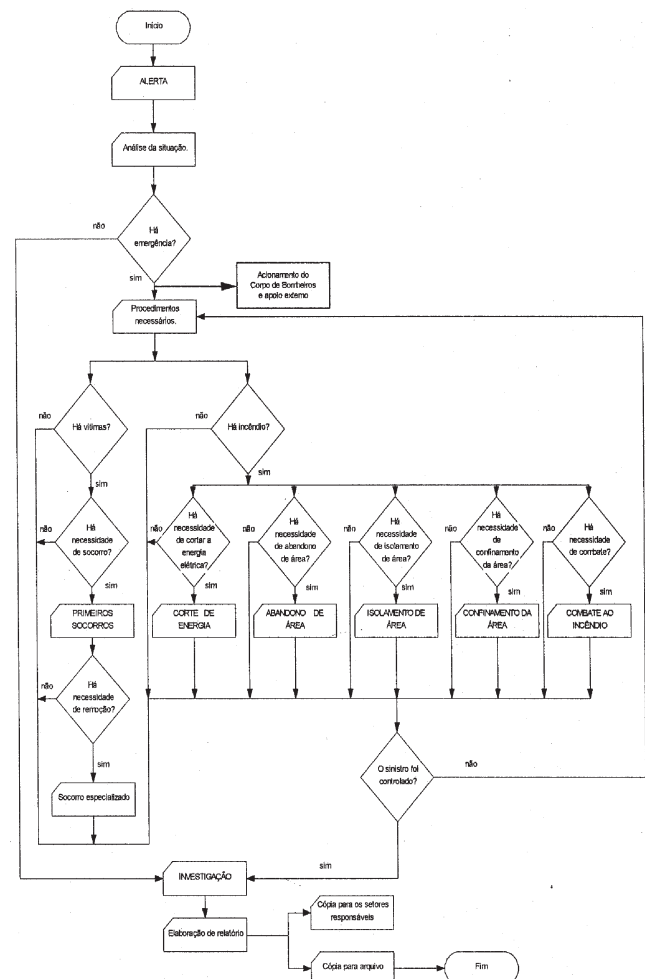 Início
ALERTA
Análise da situação.
não
Há
emergência?
sim
Acionamento do
Corpo de Bombeiros
e apoio externo
Procedimentos
necessários.
não
Há vítimas?
sim
não
Há incêndio?
sim
não
Há
necessidade
de socorro?
sim
não
Há
necessidade
de cortar a
energia
elétrica?
sim
não
Há
necessidade
de abandono
de área?
sim
não
Há
necessidade
de isolamento
de área?
sim
não
Há
necessidade
de
confinamento
da área?
sim
não
Há
necessidade
de combate?
sim
PRIMEIROS
SOCORROS
CORTE DE
ENERGIA
ABANDONO DE
ÁREA
ISOLAMENTO DE
ÁREA
CONFINAMENTO DA
ÁREA
COMBATE AO
INCÊNDIO
não
Há
necessidade
de remoção?
sim
Socorro especializado
O sinistro foi
controlado?
não
sim
INVESTIGAÇÃO
Elaboração de relatório
Cópia para os setores
responsáveis
Cópia para arquivo
Fim